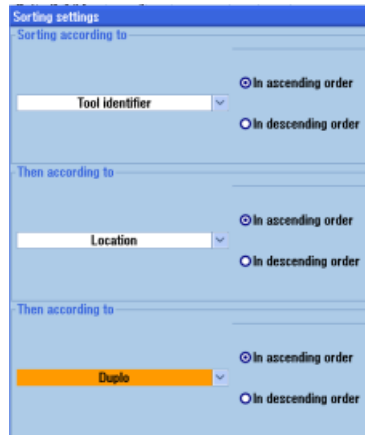 Sorting settings
Sorting according to
In ascending order
Tool identifier
In descending order
Then according to
In ascending order
Location
In descending order
Then according to
In ascending order
Duplo
In descending order